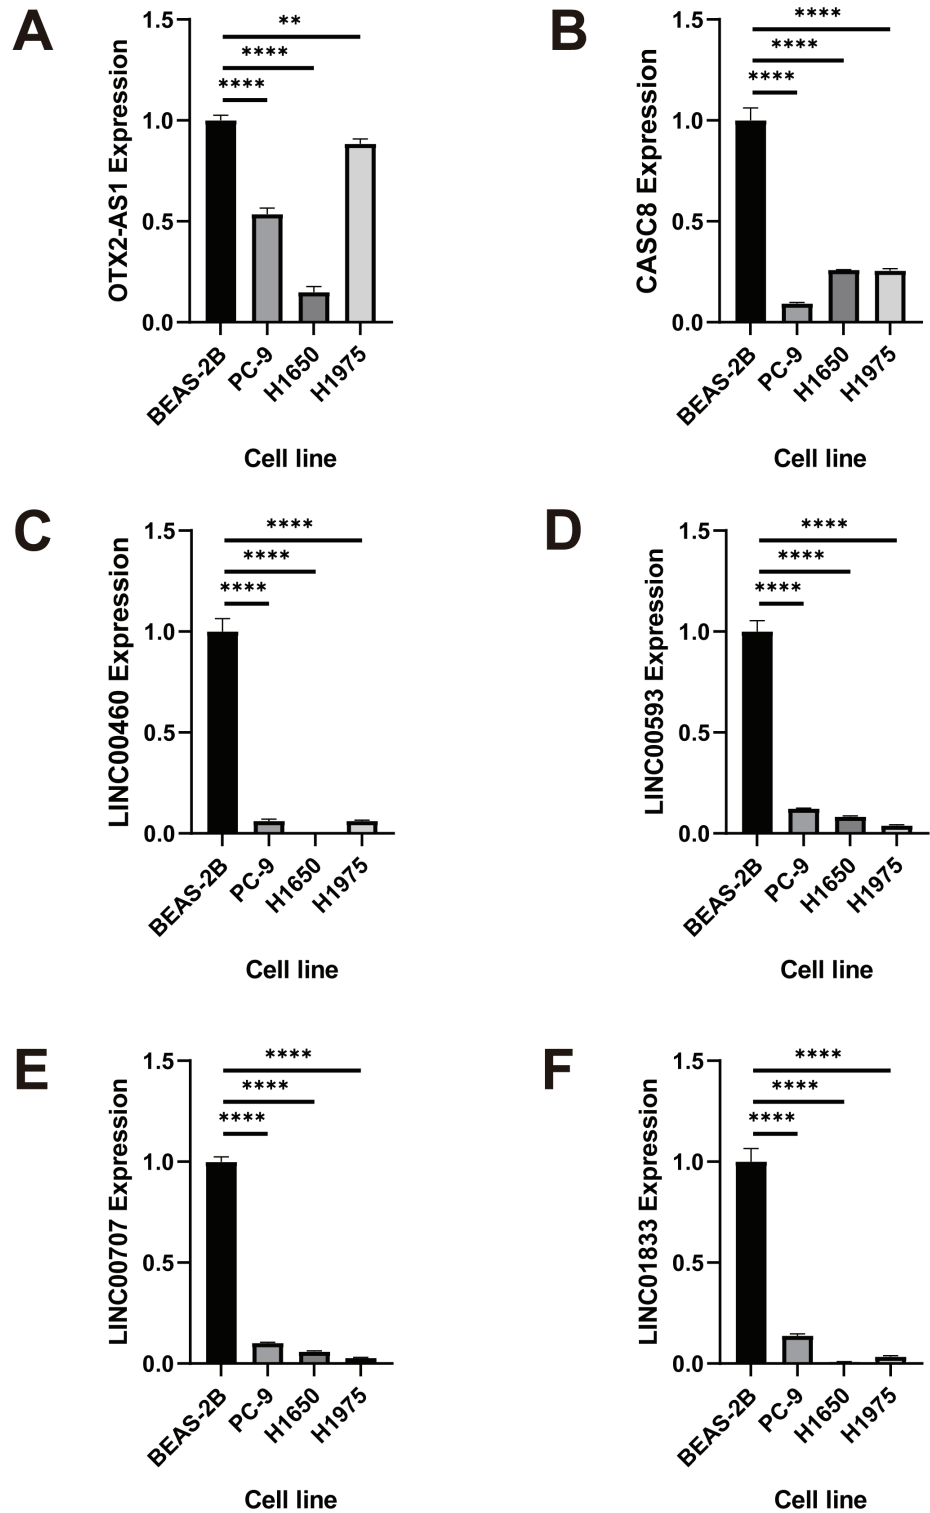 A
OTX2-AS1 Expression
1.5
1.0
0.5
0.0
**
****
****
BEAS-2B
PC-9
H1650
H1975
Cell line
B
CASC8 Expression
1.5
1.0
0.5
0.0
****
****
****
BEAS-2B
PC-9
H1650
H1975
Cell line
C
LINC00460 Expression
1.5
1.0
0.5
0.0
****
****
****
BEAS-2B
PC-9
H1650
H1975
Cell line
D
LINC00593 Expression
1.5
1.0
0.5
0.0
****
****
****
BEAS-2B
PC-9
H1650
H1975
Cell line
E
LINC00707 Expression
1.5
1.0
0.5
0.0
****
****
****
BEAS-2B
PC-9
H1650
H1975
Cell line
F
LINC01833 Expression
1.5
1.0
0.5
0.0
****
****
****
BEAS-2B
PC-9
H1650
H1975
Cell line